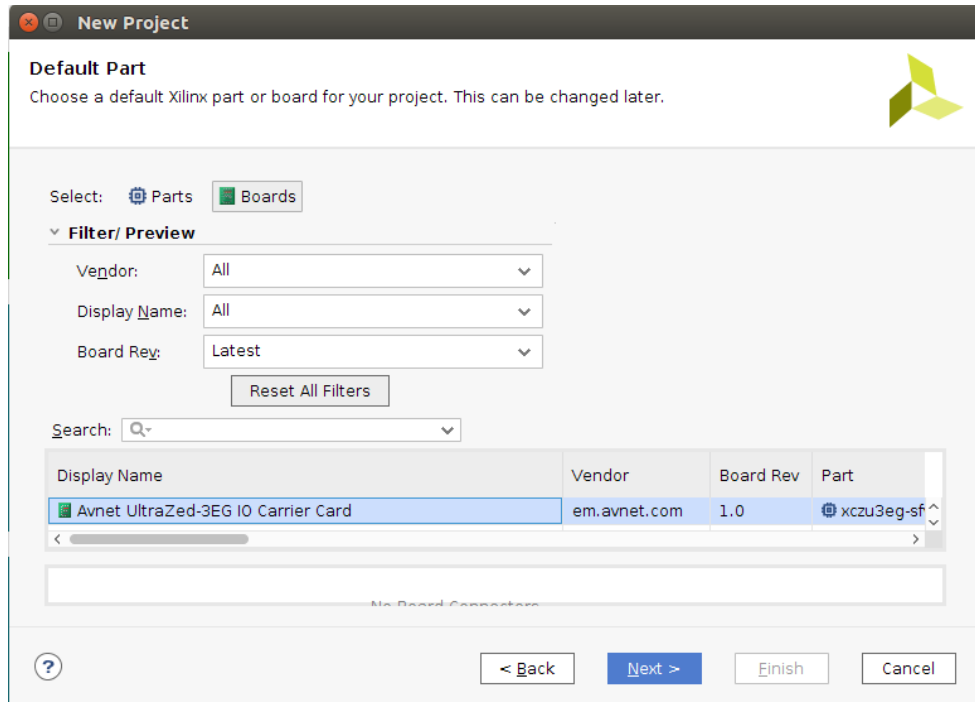 New Project
Default Part
Choose a default Xilinx part or board for your project. This can be changed later.
Select: Parts Boards
Filter/ Preview
Vendor: All
Display Name: All
Board Rev: Latest
Reset All Filters
Search:
Display Name Vendor Board Rev Part
Avnet UltraZed-3EG IO Carrier Card em.avnet.com 1.0 xczu3eg-sf
No Board Connectors
? < Back Next > Finish Cancel